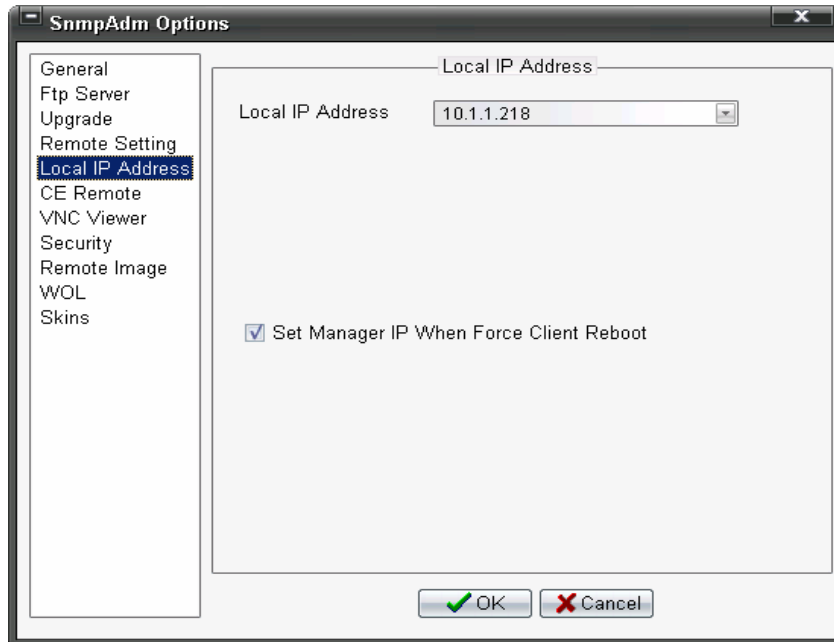 SnmpAdm Options
General
Ftp Server
Upgrade
Remote Setting
Local IP Address
CE Remote
VNC Viewer
Security
Remote Image
WOL
Skins
Local IP Address
Local IP Address 10.1.1.218
Set Manager IP When Force Client Reboot
OK Cancel